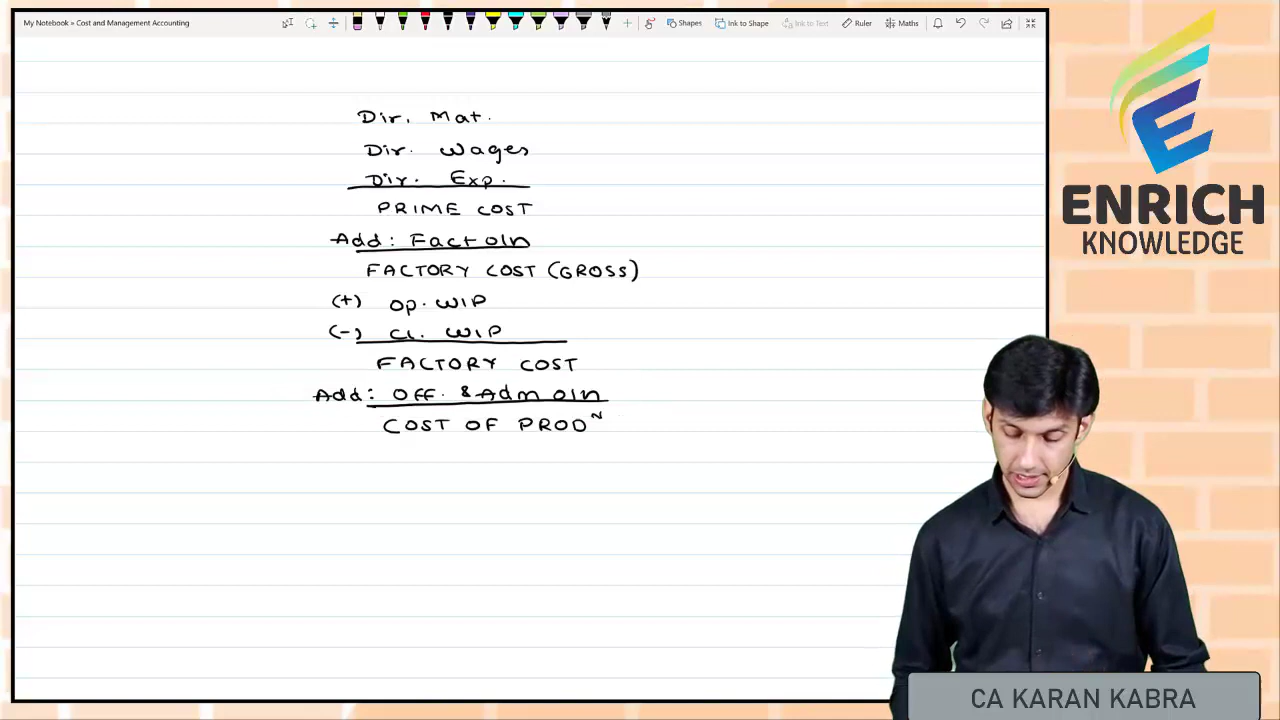 My Notebook » Cost and Management Accounting
Shapes
Ink to Shape
Ink to Text
Ruler
Maths
Dir. Mat.
Dir. Wages
Dir. Exp.
PRIME COST
Add: Fact OIn
FACTORY COST (GROSS)
(+) Op. WIP
(-) Cl. WIP
FACTORY COST
Add: Off. & Adm OIn
COST OF PRODᴺ
ENRICH
KNOWLEDGE
CA KARAN KABRA